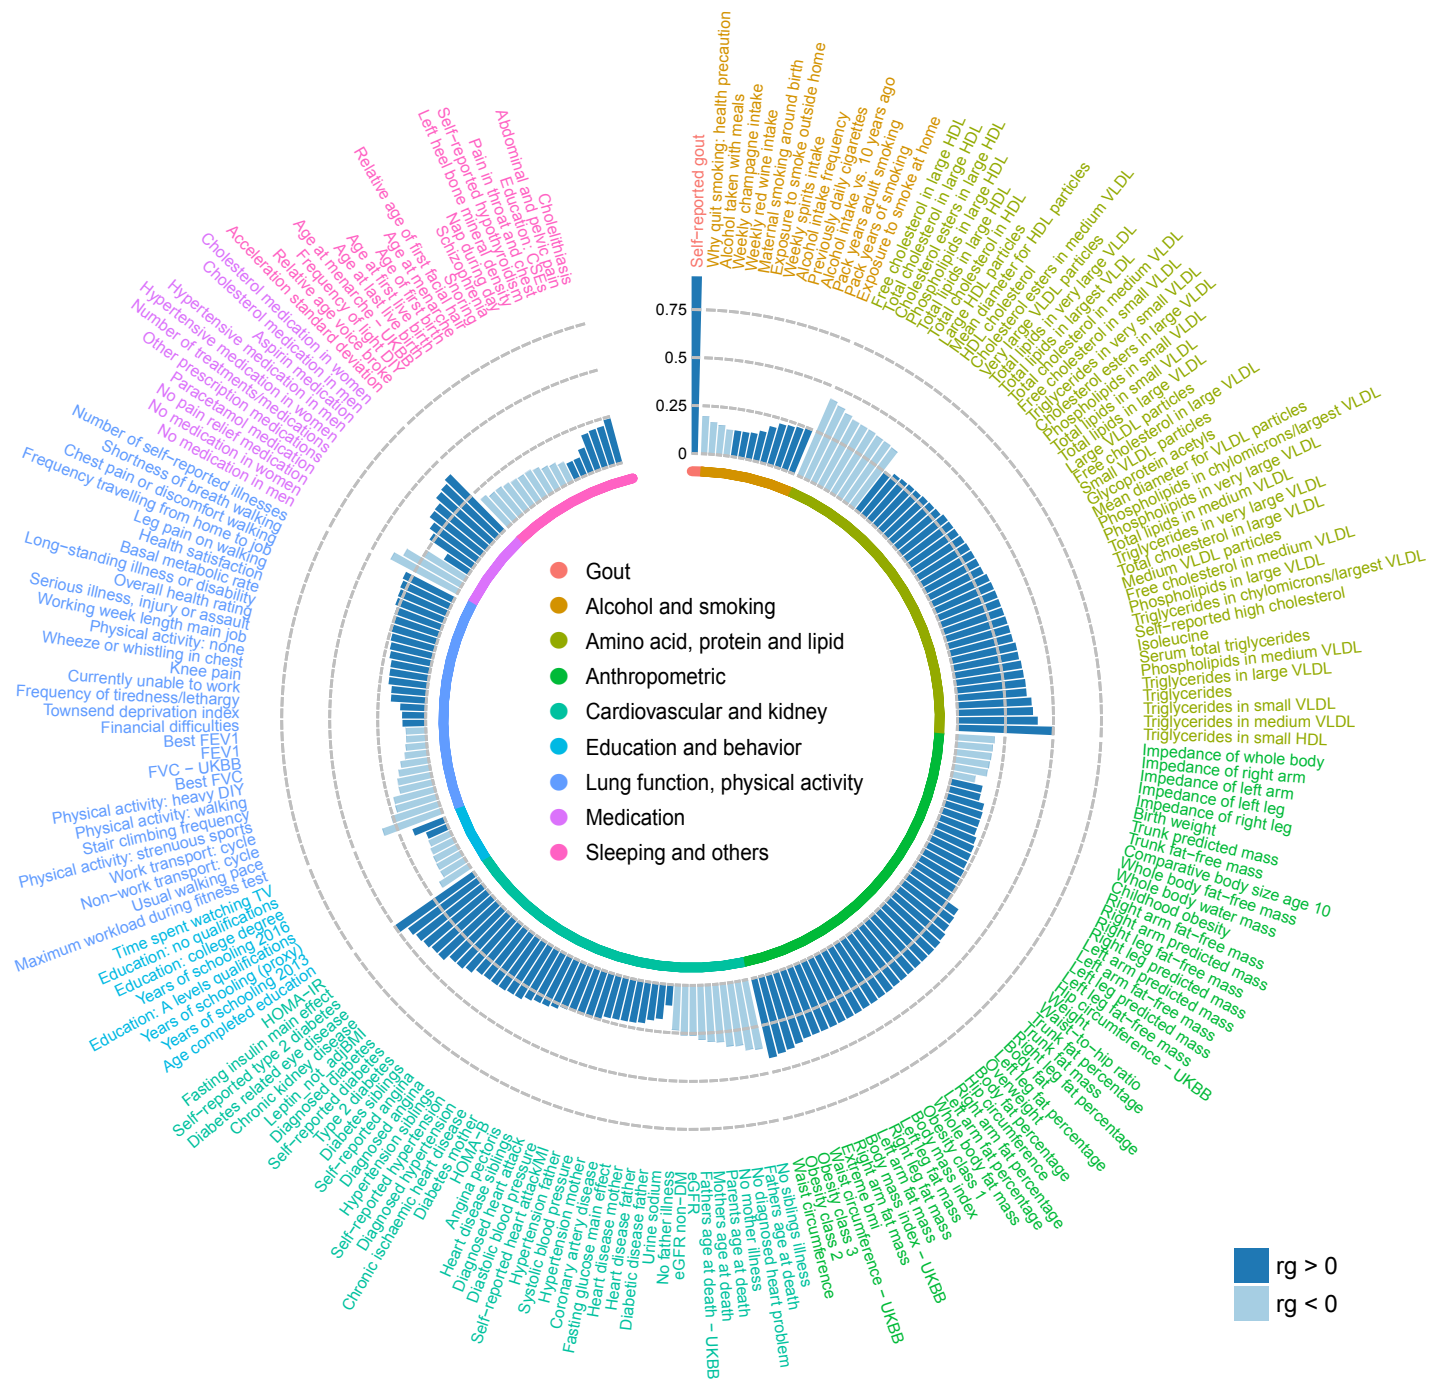 Self−reported gout
Why quit smoking: health precaution
Alcohol taken with meals
Weekly champagne intake
Weekly red wine intake
Maternal smoking around birth
Exposure to smoke outside home
Weekly spirits intake
Alcohol intake frequency
Previously daily cigarettes
Alcohol intake vs. 10 years ago
Pack years adult smoking
Pack years of smoking
Exposure to smoke at home
Free cholesterol in large HDL
Total cholesterol in large HDL
Cholesterol esters in large HDL
Phospholipids in large HDL
Total lipids in large HDL
Total cholesterol in HDL
Large HDL particles
Mean diameter for HDL particles
HDL cholesterol
Cholesterol esters in medium VLDL
Very large VLDL particles
Total lipids in very large VLDL
Total lipids in largest VLDL
Total cholesterol in medium VLDL
Free cholesterol in small VLDL
Triglycerides in very small VLDL
Cholesterol esters in large VLDL
Phospholipids in small VLDL
Total lipids in small VLDL
Total lipids in large VLDL
Large VLDL particles
Free cholesterol in large VLDL
Small VLDL particles
Glycoprotein acetyls
Mean diameter for VLDL particles
Phospholipids in chylomicrons/largest VLDL
Phospholipids in very large VLDL
Total lipids in medium VLDL
Triglycerides in very large VLDL
Total cholesterol in large VLDL
Medium VLDL particles
Free cholesterol in medium VLDL
Phospholipids in large VLDL
Triglycerides in chylomicrons/largest VLDL
Self−reported high cholesterol
Isoleucine
Serum total triglycerides
Phospholipids in medium VLDL
Triglycerides in large VLDL
Triglycerides
Triglycerides in small VLDL
Triglycerides in medium VLDL
Triglycerides in small HDL
Impedance of whole body
Impedance of right arm
Impedance of left arm
Impedance of left leg
Impedance of right leg
Birth weight
Trunk predicted mass
Trunk fat−free mass
Comparative body size age 10
Whole body fat−free mass
Whole body water mass
Childhood obesity
Right arm fat−free mass
Right arm predicted mass
Right leg fat−free mass
Right leg predicted mass
Left arm predicted mass
Left arm fat−free mass
Left leg predicted mass
Left leg fat−free mass
Hip circumference − UKBB
Weight
Waist−to−hip ratio
Trunk fat percentage
Trunk fat mass
Right leg fat percentage
Body fat
Left leg fat percentage
Overweight
Body fat percentage
Hip circumference
Right arm fat percentage
Left arm fat percentage
Whole body fat mass
Obesity class 1
Body mass index
Left leg fat mass
Right leg fat mass
Left arm fat mass
Body mass index − UKBB
Right arm fat mass
Extreme bmi
Waist circumference − UKBB
Obesity class 3
Obesity class 2
Waist circumference
No siblings illness
Fathers age at death
No diagnosed heart problem
No mother illness
Parents age at death
Mothers age at death
Fathers age at death − UKBB
eGFR
eGFR non−DM
No father illness
Urine sodium
Diabetic disease father
Heart disease father
Heart disease mother
Fasting glucose main effect
Coronary artery disease
Hypertension mother
Systolic blood pressure
Hypertension father
Self−reported heart attack/MI
Diastolic blood pressure
Diagnosed heart attack
Heart disease siblings
Angina pectoris
HOMA−B
Diabetes mother
Chronic ischaemic heart disease
Diagnosed hypertension
Self−reported hypertension
Hypertension siblings
Diagnosed angina
Self−reported angina
Diabetes siblings
Type 2 diabetes
Self−reported diabetes
Diagnosed diabetes
Leptin_not_adjBMI
Chronic kidney disease
Diabetes related eye disease
Self−reported type 2 diabetes
Fasting insulin main effect
HOMA−IR
Age completed education
Years of schooling 2013
Years of schooling (proxy)
Education: A levels qualifications
Years of schooling 2016
Education: college degree
Education: no qualifications
Time spent watching TV
Maximum workload during fitness test
Usual walking pace
Non−work transport: cycle
Work transport: cycle
Physical activity: strenuous sports
Stair climbing frequency
Physical activity: walking
Physical activity: heavy DIY
Best FVC
FVC − UKBB
FEV1
Best FEV1
Financial difficulties
Townsend deprivation index
Frequency of tiredness/lethargy
Currently unable to work
Knee pain
Wheeze or whistling in chest
Physical activity: none
Working week length main job
Serious illness, injury or assault
Overall health rating
Long−standing illness or disability
Basal metabolic rate
Health satisfaction
Leg pain on walking
Frequency travelling from home to job
Chest pain or discomfort walking
Shortness of breath walking
Number of self−reported illnesses
No medication in men
No medication in women
No pain relief medication
Paracetamol medication
Other prescription medications
Number of treatments/medications
Hypertensive medication in women
Hypertensive medication in men
Aspirin medication
Cholesterol medication in men
Cholesterol medication in women
Acceleration standard deviation
Relative age voice broke
Frequency of light DIY
Age at menarche − UKBB
Age at last live birth
Age at first live birth
Age of first birth
Age at menarche
Relative age of first facial hair
Snoring
Schizophrenia
Nap during day
Left heel bone mineral density
Self−reported hypothyroidism
Pain in throat and chest
Education: CSEs
Abdominal and pelvic pain
Cholelithiasis
0.75
0.5
0.25
0
Gout
Alcohol and smoking
Amino acid, protein and lipid
Anthropometric
Cardiovascular and kidney
Education and behavior
Lung function, physical activity
Medication
Sleeping and others
rg > 0
rg < 0